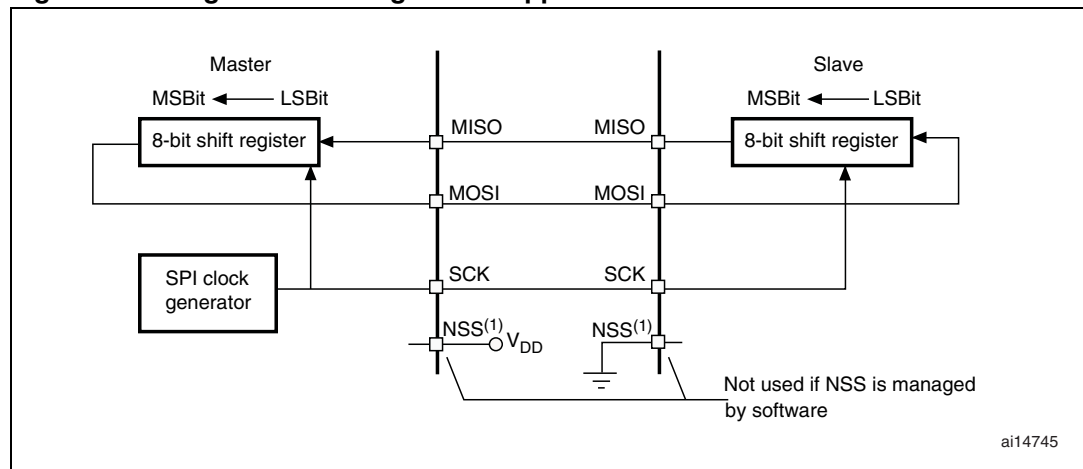 Master
MSBit LSBit
8-bit shift register
SPI clock
generator
MISO
MOSI
SCK
NSS(1)
VDD
MISO
MOSI
SCK
NSS(1)
Slave
MSBit LSBit
8-bit shift register
Not used if NSS is managed
by software
ai14745